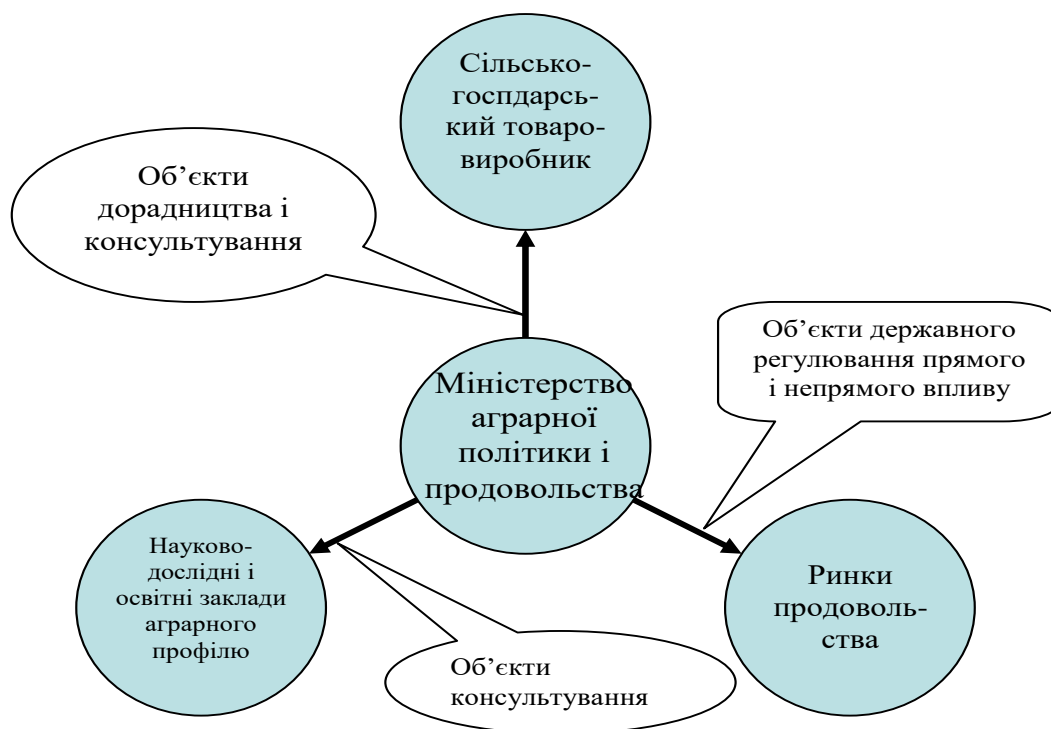 Сільсько-
госпдарсь-
кий товаро-
виробник
Об’єкти
дорадництва і
консультування
Об’єкти державного
регулювання прямого
і непрямого впливу
Міністерство
аграрної
політики і
продовольства
Науково-
дослідні і
освітні заклади
аграрного
профілю
Ринки
продоволь-
ства
Об’єкти
консультування